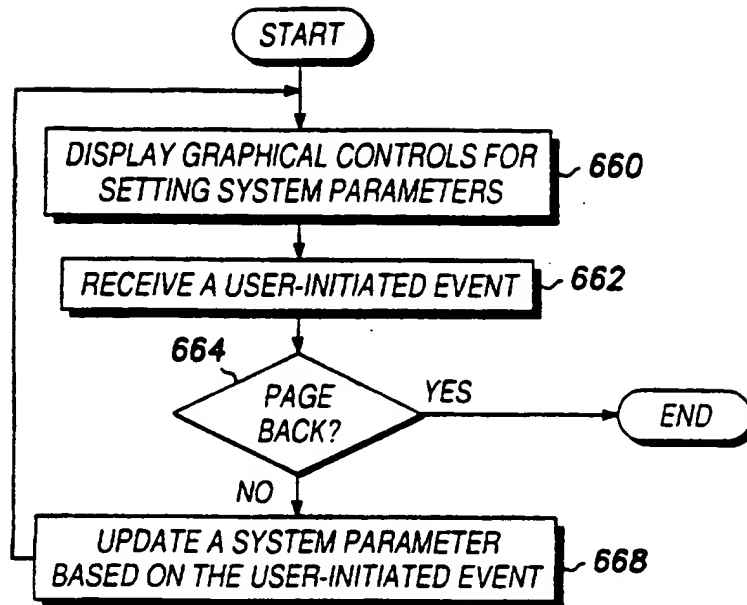 START
DISPLAY GRAPHICAL CONTROLS FOR
SETTING SYSTEM PARAMETERS
660
RECEIVE A USER-INITIATED EVENT
662
664
PAGE
BACK?
YES
END
NO
UPDATE A SYSTEM PARAMETER
BASED ON THE USER-INITIATED EVENT
668